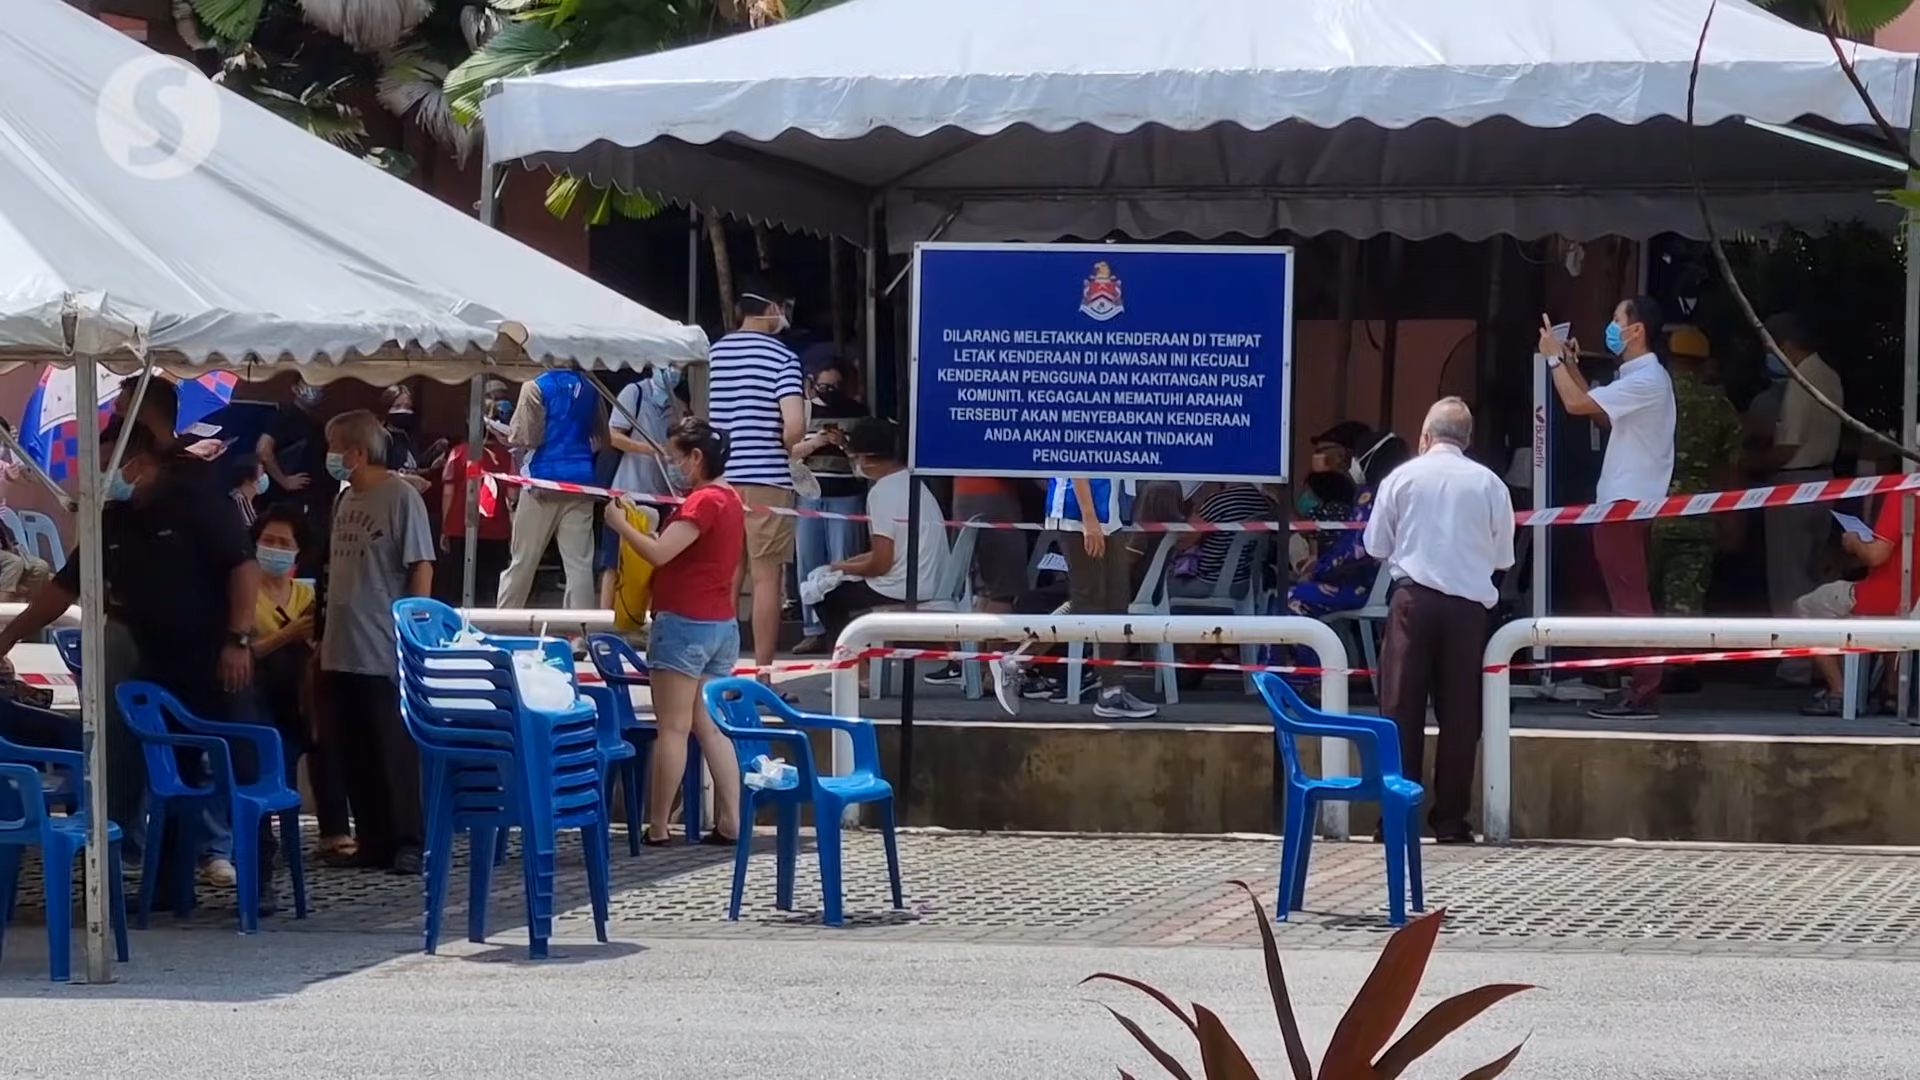 S
DILARANG MELETAKKAN KENDERAAN DI TEMPAT
LETAK KENDERAAN DI KAWASAN INI KECUALI
KENDERAAN PENGGUNA DAN KAKITANGAN PUSAT
KOMUNITI. KEGAGALAN MEMATUHI ARAHAN
TERSEBUT AKAN MENYEBABKAN KENDERAAN
ANDA AKAN DIKENAKAN TINDAKAN
PENGUATKUASAAN.
Butterfly